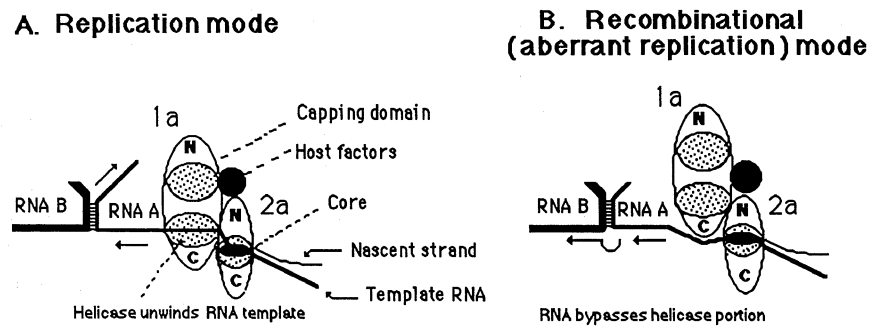 A. Replication mode
1a
Capping domain
N
Host factors
RNA B
RNA A
N
2a
Core
C
C
Nascent strand
Template RNA
Helicase unwinds RNA template
B. Recombinational
(aberrant replication) mode
1a
N
RNA B
RNA A
C
N
2a
C
RNA bypasses helicase portion